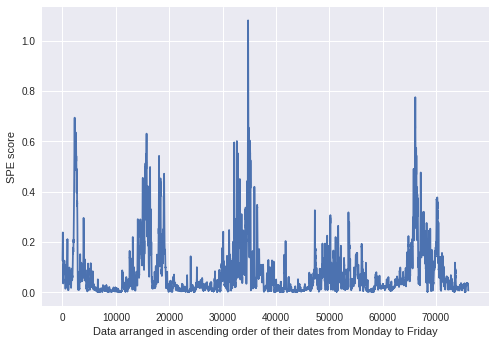 1.0
0.8
0.6
0.4
0.2
0.0
SPE score
0 10000 20000 30000 40000 50000 60000 70000
Data arranged in ascending order of their dates from Monday to Friday